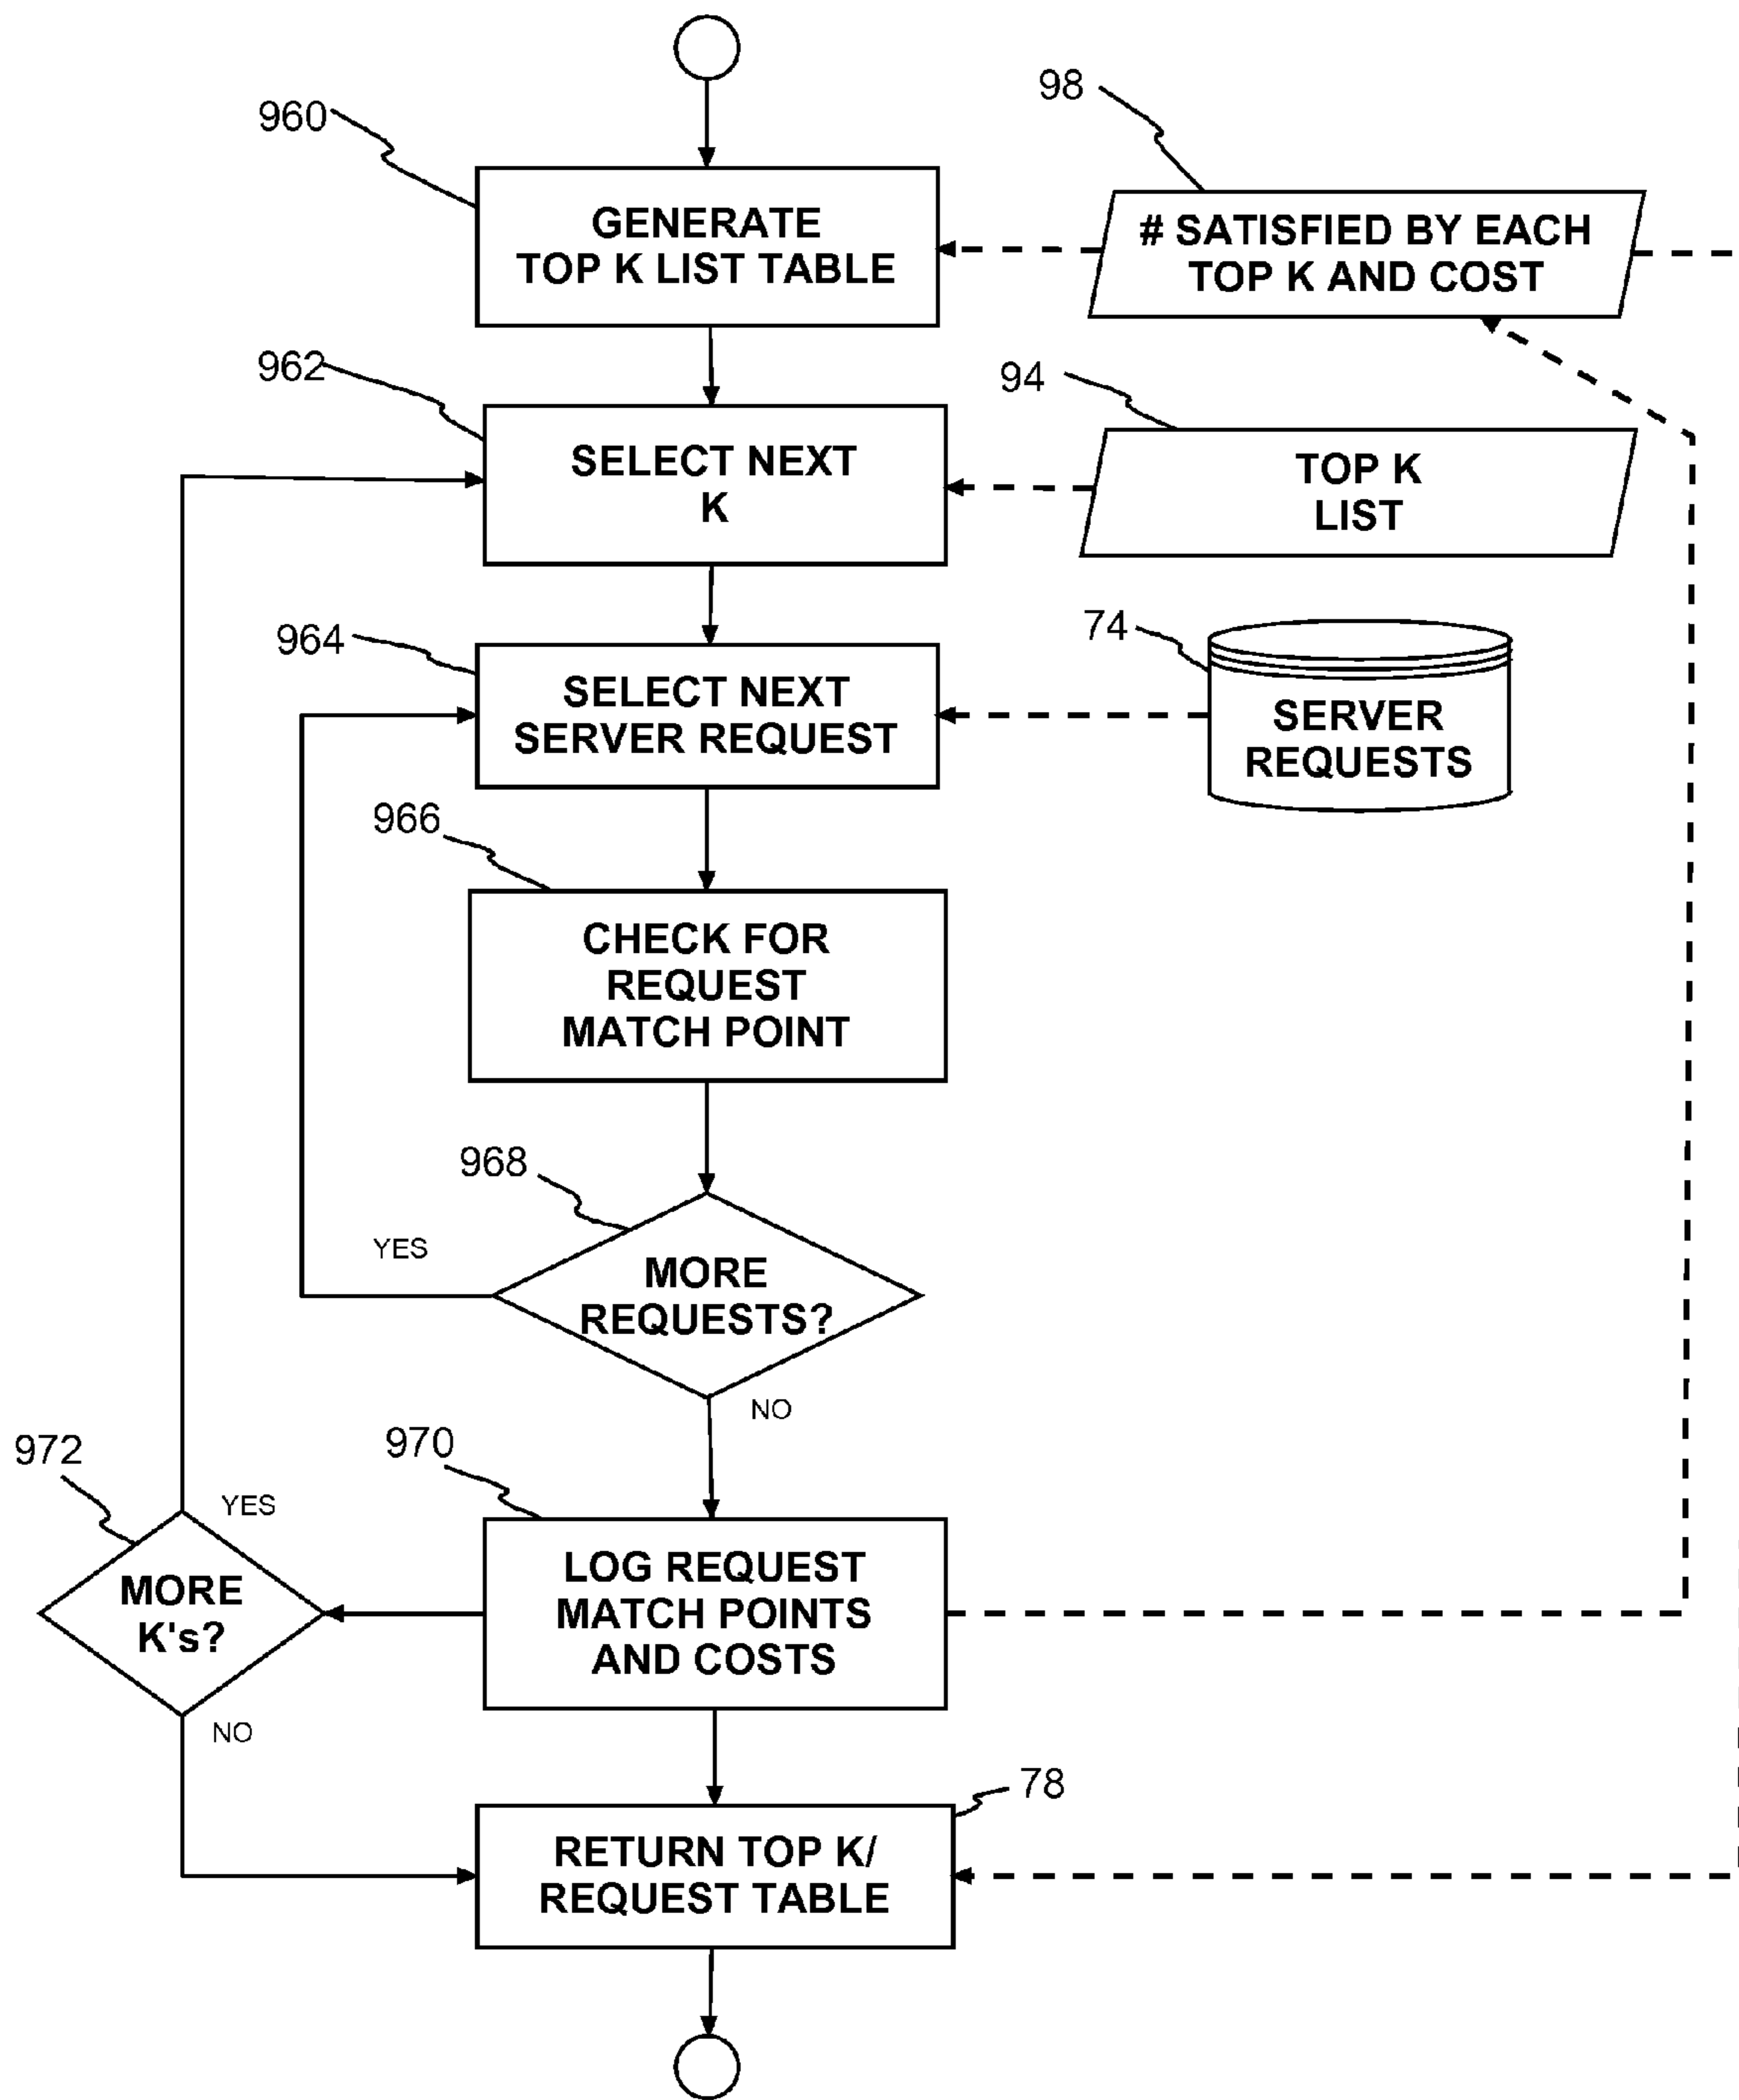 98
960
GENERATE
TOP K LIST TABLE
# SATISFIED BY EACH
TOP K AND COST
962
94
SELECT NEXT
K
TOP K
LIST
964
74
SELECT NEXT
SERVER REQUEST
SERVER
REQUESTS
966
CHECK FOR
REQUEST
MATCH POINT
968
YES
MORE
REQUESTS?
NO
972
970
YES
MORE
K's?
LOG REQUEST
MATCH POINTS
AND COSTS
NO
78
RETURN TOP K/
REQUEST TABLE